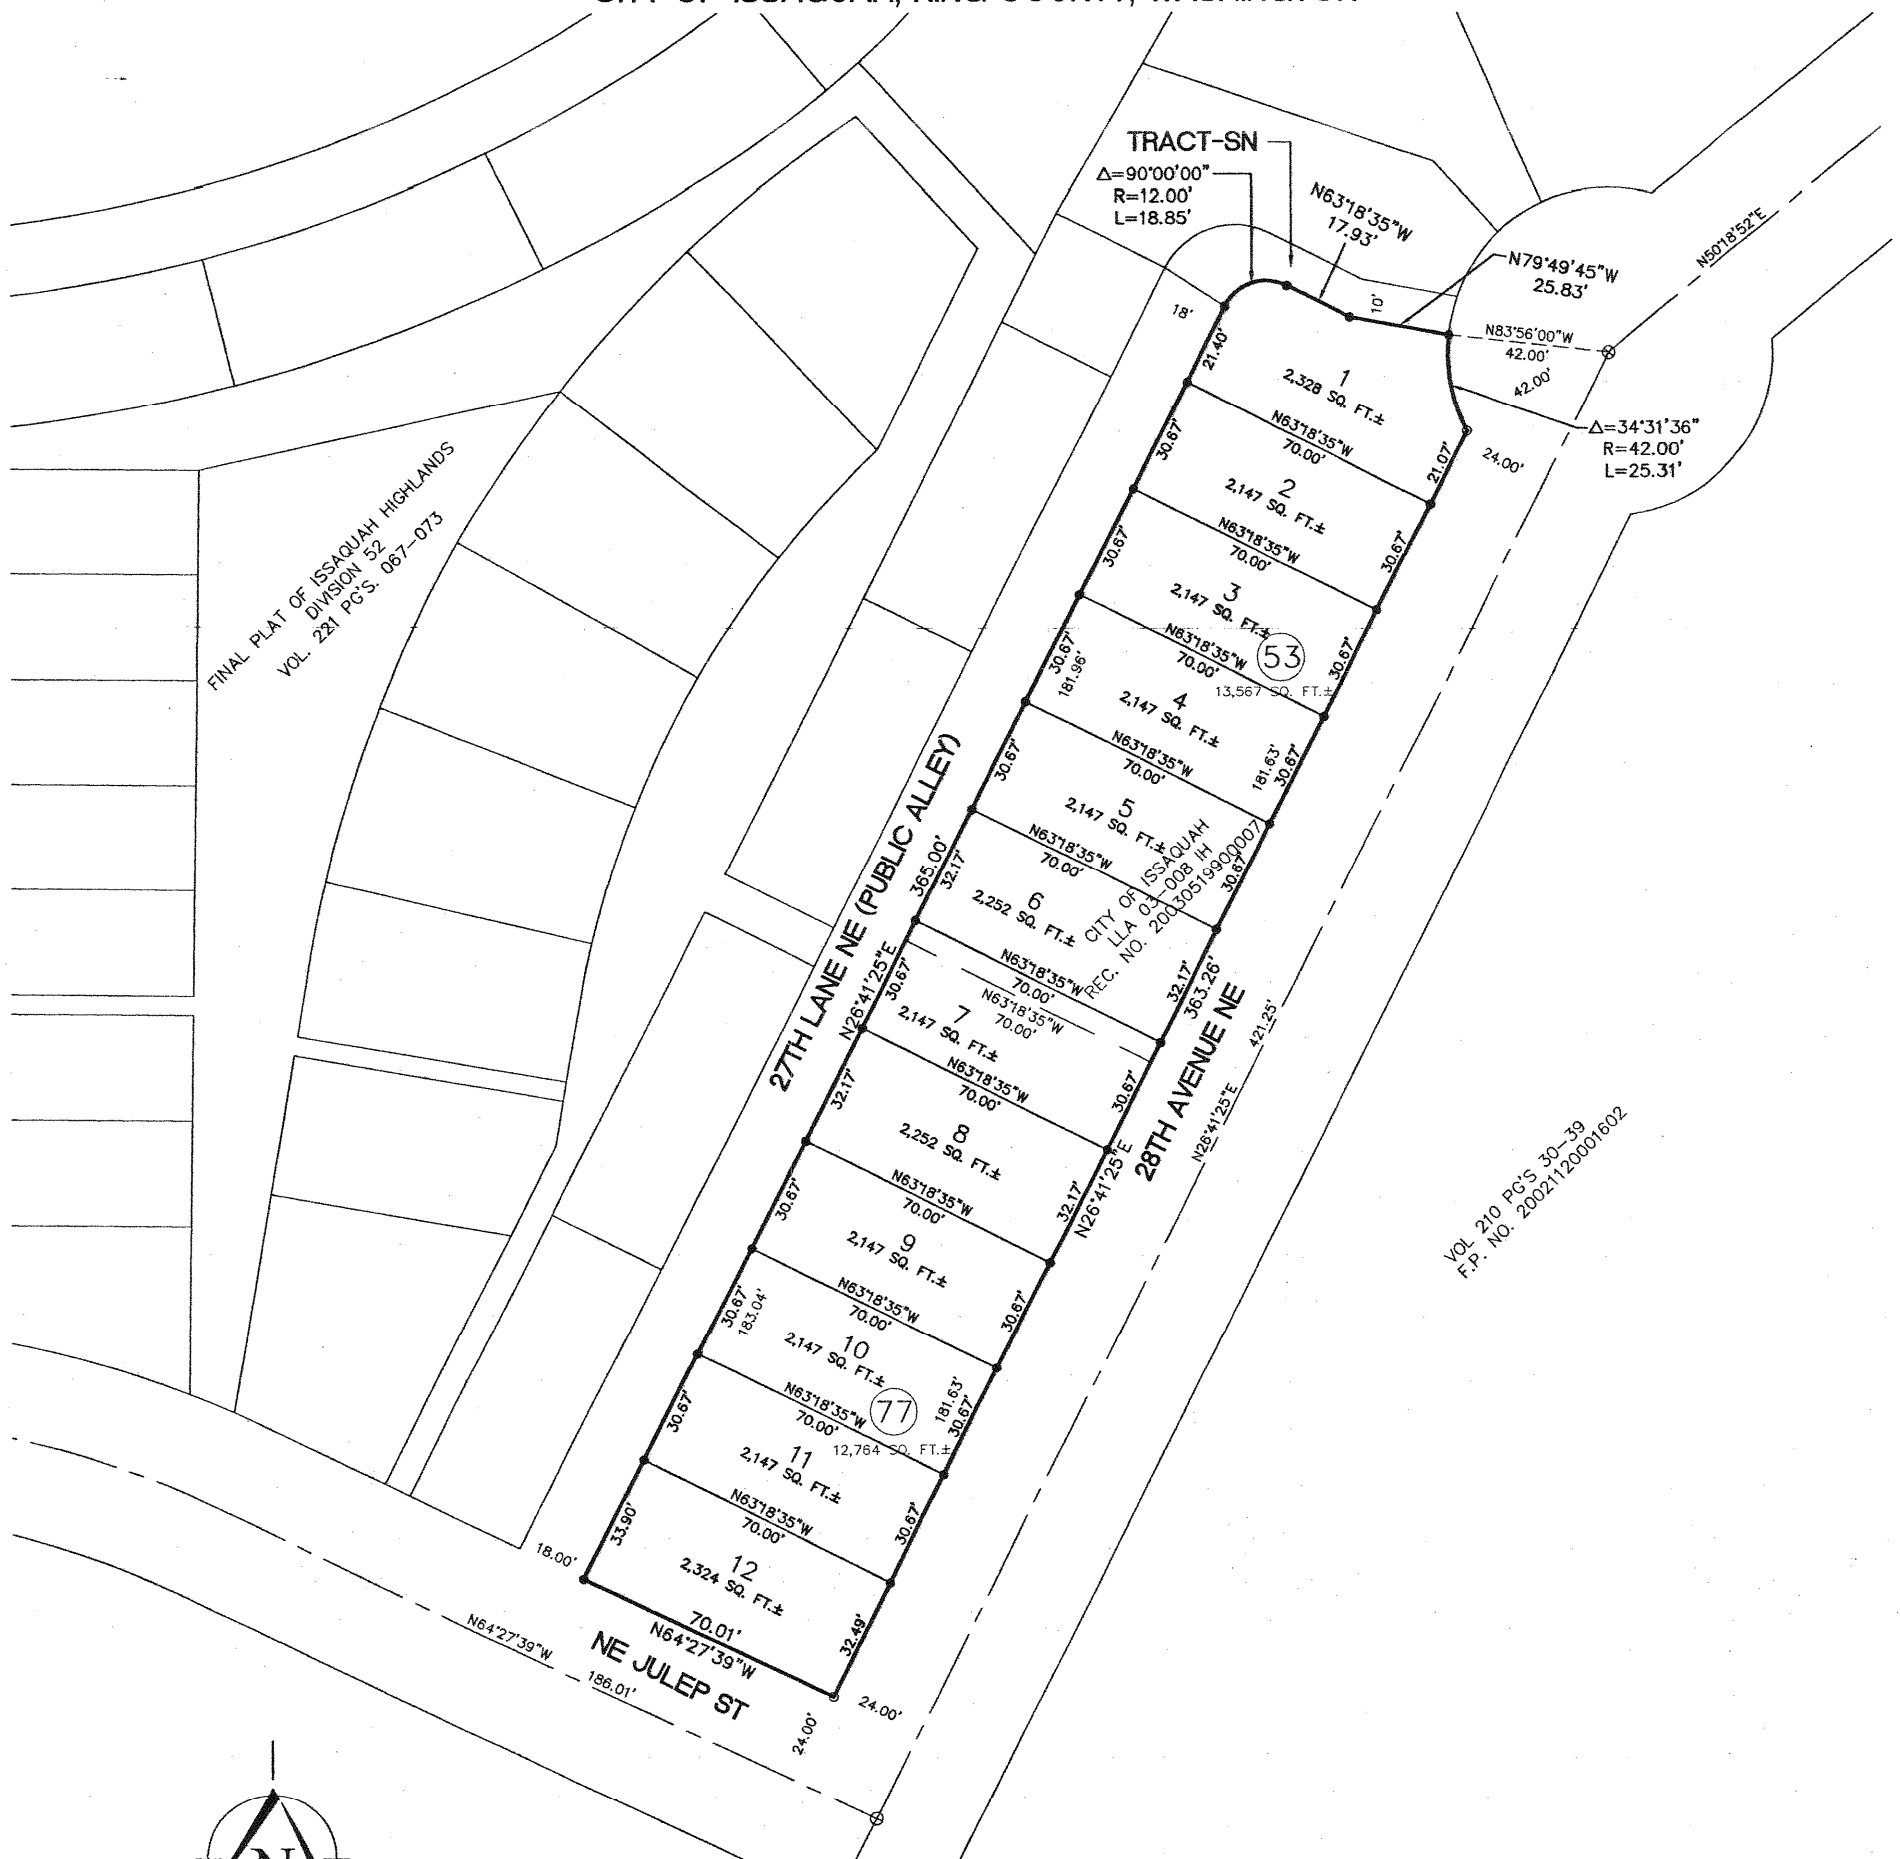 TRACT-SN
Δ=90°00'00"
R=12.00'
L=18.85'
N63°18'35"W
17.93'
N79°49'45"W
25.83'
N50°18'52"E
N83°56'00"W
42.00'
42.00'
Δ=34°31'36"
R=42.00'
L=25.31'
24.00'
18'
10'
21.40'
1
2,328 SQ. FT.±
21.07'
N63°18'35"W
70.00'
30.67'
2
2,147 SQ. FT.±
30.67'
N63°18'35"W
70.00'
30.67'
3
2,147 SQ. FT.±
30.67'
N63°18'35"W
70.00'
53
13,567 SQ. FT.±
30.67'
181.96'
4
2,147 SQ. FT.±
181.63'
30.67'
N63°18'35"W
70.00'
30.67'
5
2,147 SQ. FT.±
30.67'
N63°18'35"W
70.00'
CITY OF ISSAQUAH
LLA 03-008 IH
REC. NO. 20030519900007
365.00'
32.17'
6
2,252 SQ. FT.±
32.17'
363.26'
N63°18'35"W
70.00'
N63°18'35"W
70.00'
N26°41'25"E
30.67'
7
2,147 SQ. FT.±
30.67'
N63°18'35"W
70.00'
32.17'
8
2,252 SQ. FT.±
32.17'
N26°41'25"E
N63°18'35"W
70.00'
30.67'
9
2,147 SQ. FT.±
30.67'
N63°18'35"W
70.00'
30.67'
183.04'
10
2,147 SQ. FT.±
181.63'
30.67'
N63°18'35"W
70.00'
77
12,764 SQ. FT.±
30.67'
11
2,147 SQ. FT.±
30.67'
N63°18'35"W
70.00'
33.90'
12
2,324 SQ. FT.±
32.49'
70.01'
N64°27'39"W
18.00'
24.00'
24.00'
NE JULEP ST
N64°27'39"W
186.01'
27TH LANE NE (PUBLIC ALLEY)
28TH AVENUE NE
421.25'
N26°41'25"E
FINAL PLAT OF ISSAQUAH HIGHLANDS
DIVISION 52
VOL. 221 PG'S. 067-073
VOL 210 PG'S 30-39
F.P. NO. 20021120001602
N